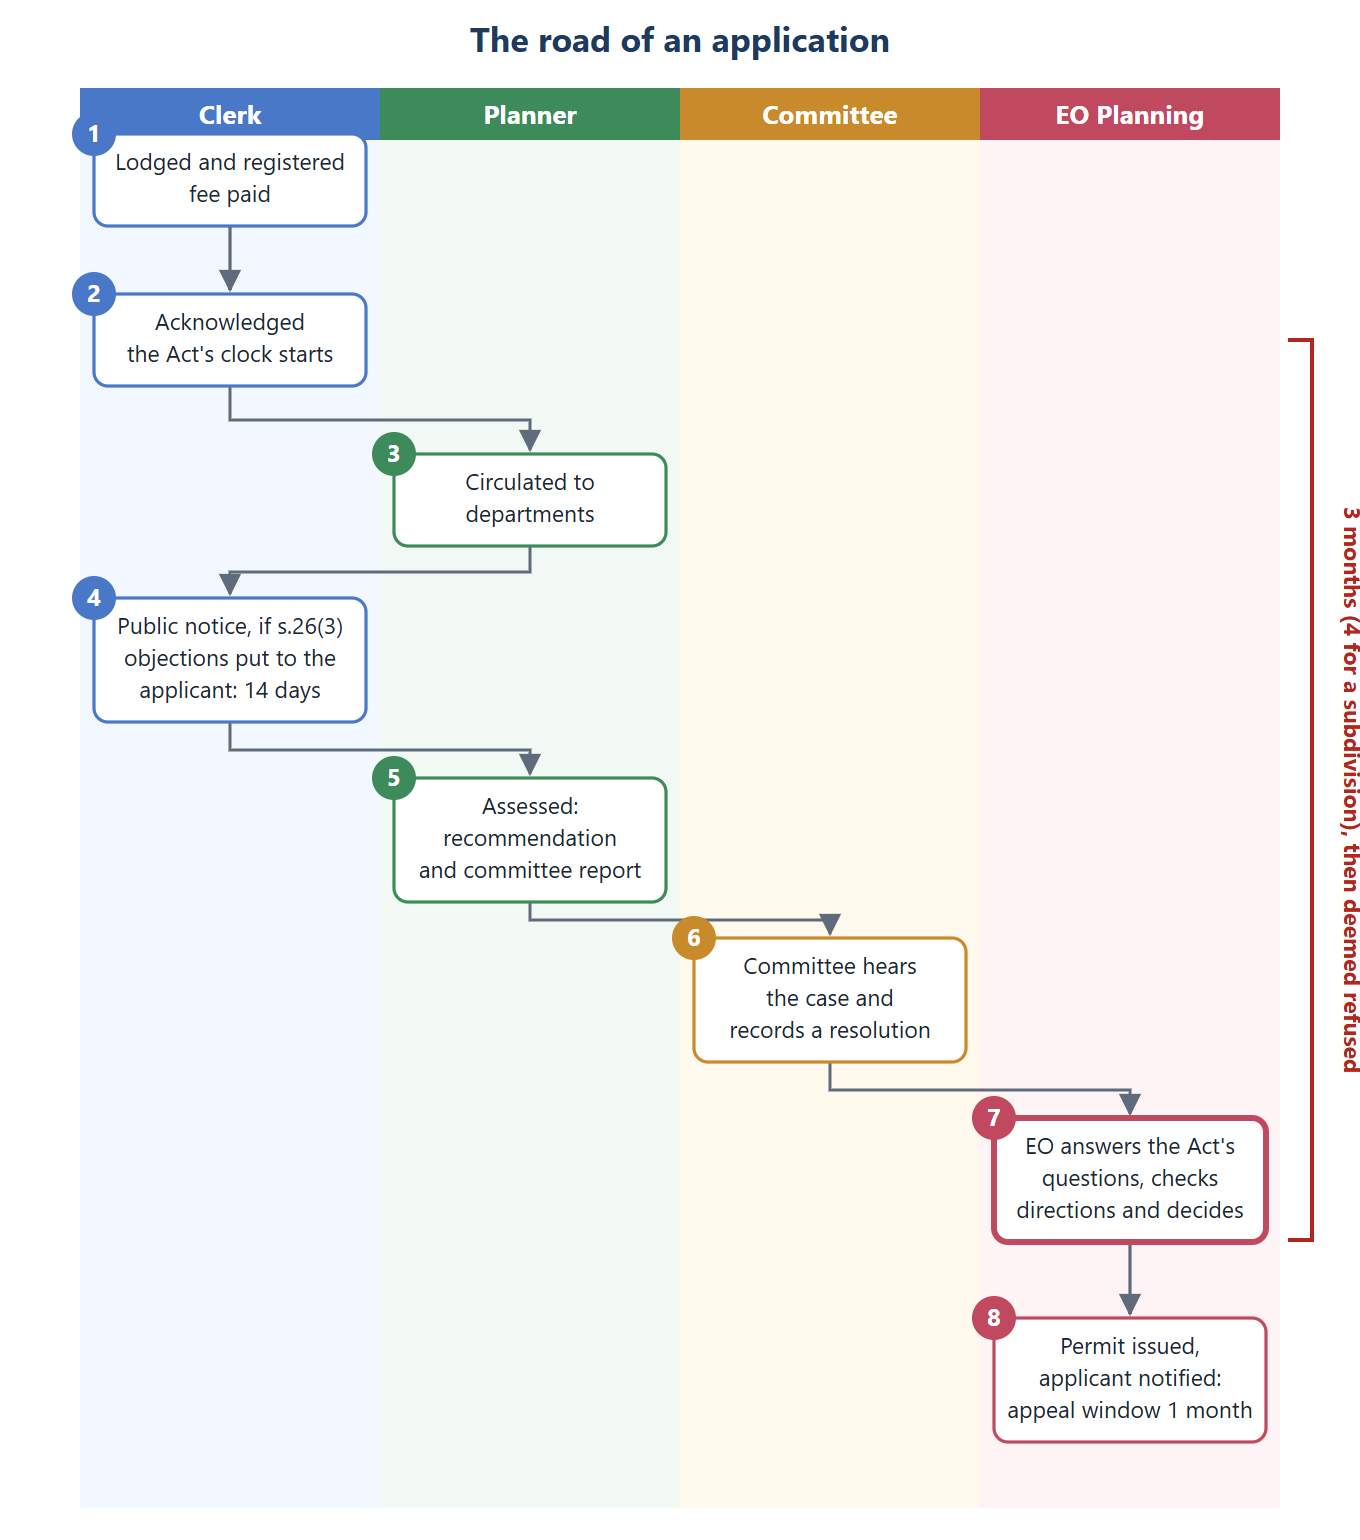 The road of an application
Clerk
Planner
Committee
EO Planning
1
Lodged and registered
fee paid
2
Acknowledged
the Act's clock starts
3
Circulated to
departments
4
Public notice, if s.26(3)
objections put to the
applicant: 14 days
5
Assessed:
recommendation
and committee report
6
Committee hears
the case and
records a resolution
7
EO answers the Act's
questions, checks
directions and decides
8
Permit issued,
applicant notified:
appeal window 1 month
3 months (4 for a subdivision), then deemed refused